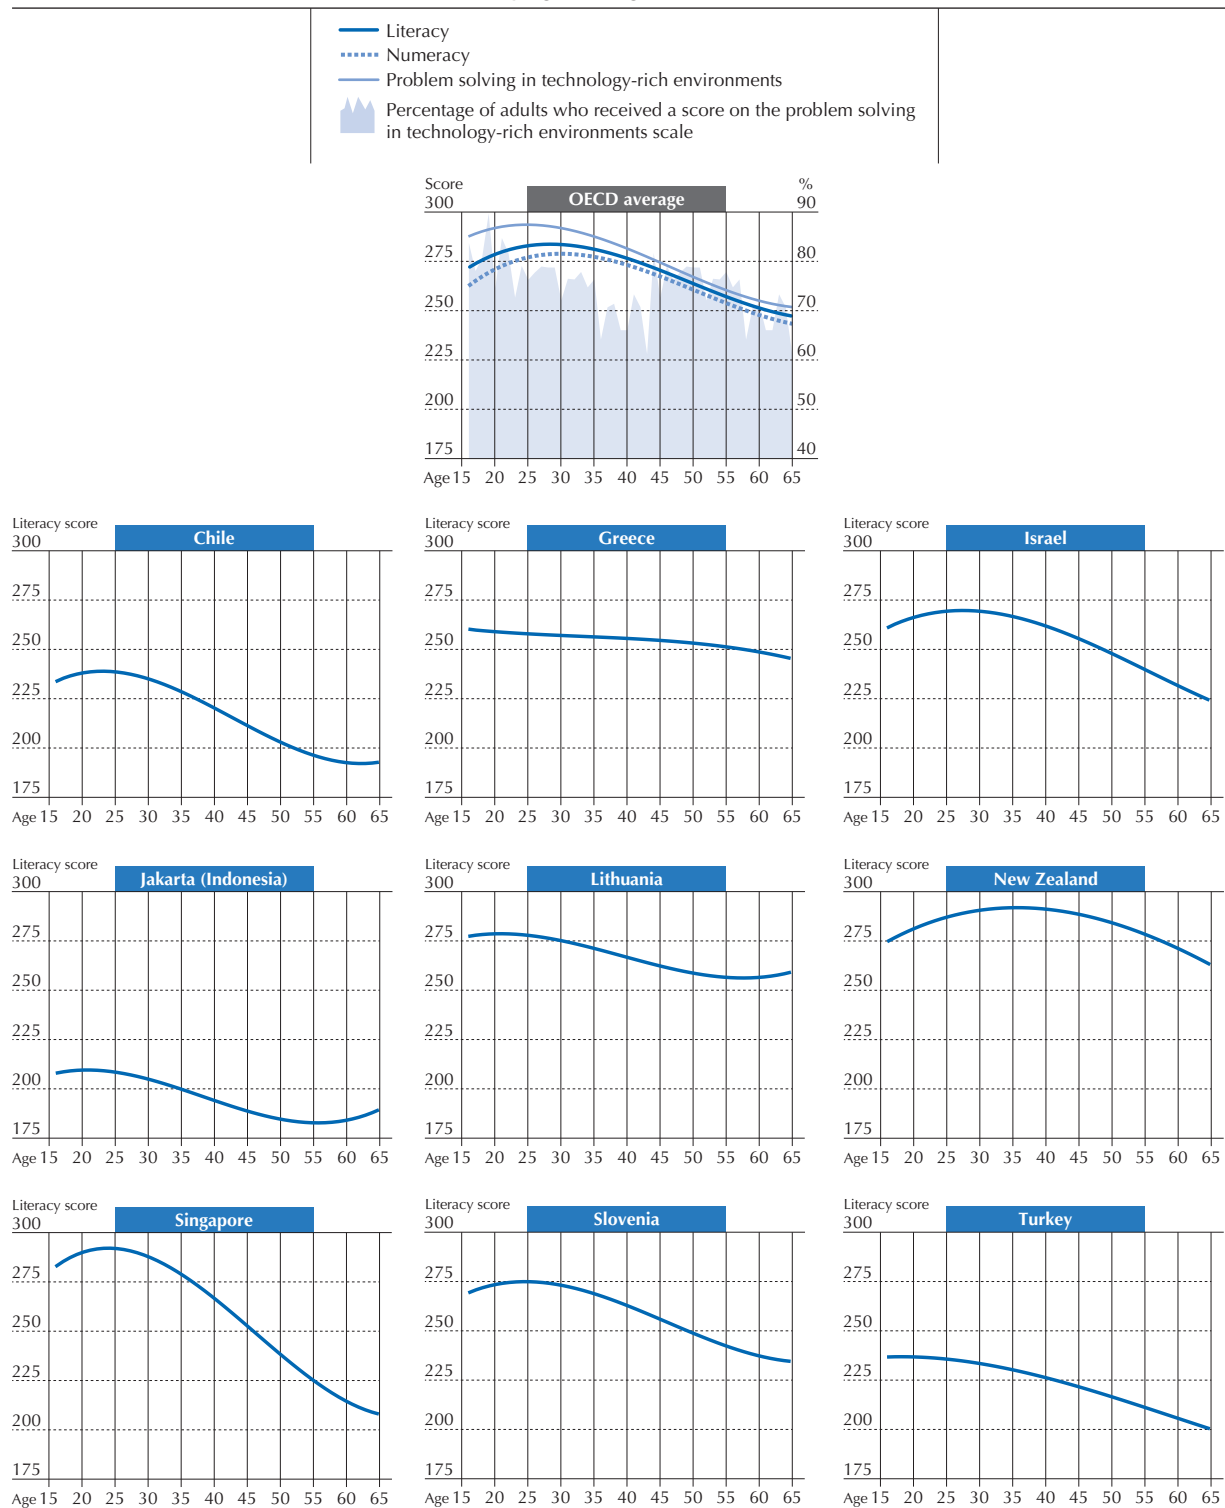 Literacy
Numeracy
Problem solving in technology-rich environments
Percentage of adults who received a score on the problem solving
in technology-rich environments scale
Score %
300 OECD average 90
275 80
250 70
225 60
200 50
175 40
Age 15 20 25 30 35 40 45 50 55 60 65
Literacy score Literacy score Literacy score
300 Chile 300 Greece 300 Israel
275 275 275
250 250 250
225 225 225
200 200 200
175 175 175
Age 15 20 25 30 35 40 45 50 55 60 65 Age 15 20 25 30 35 40 45 50 55 60 65 Age 15 20 25 30 35 40 45 50 55 60 65
Literacy score Literacy score Literacy score
300 Jakarta (Indonesia) 300 Lithuania 300 New Zealand
275 275 275
250 250 250
225 225 225
200 200 200
175 175 175
Age 15 20 25 30 35 40 45 50 55 60 65 Age 15 20 25 30 35 40 45 50 55 60 65 Age 15 20 25 30 35 40 45 50 55 60 65
Literacy score Literacy score Literacy score
300 Singapore 300 Slovenia 300 Turkey
275 275 275
250 250 250
225 225 225
200 200 200
175 175 175
Age 15 20 25 30 35 40 45 50 55 60 65 Age 15 20 25 30 35 40 45 50 55 60 65 Age 15 20 25 30 35 40 45 50 55 60 65